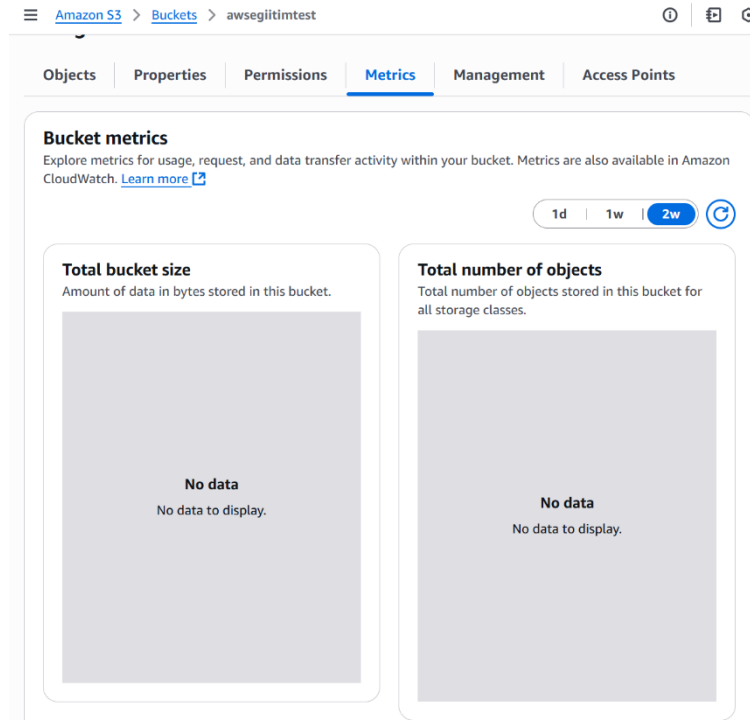 Amazon S3 > Buckets > awsegiitimtest
Objects Properties Permissions Metrics Management Access Points
Bucket metrics
Explore metrics for usage, request, and data transfer activity within your bucket. Metrics are also available in Amazon
CloudWatch. Learn more
1d 1w 2w
Total bucket size
Amount of data in bytes stored in this bucket.
No data
No data to display.
Total number of objects
Total number of objects stored in this bucket for
all storage classes.
No data
No data to display.